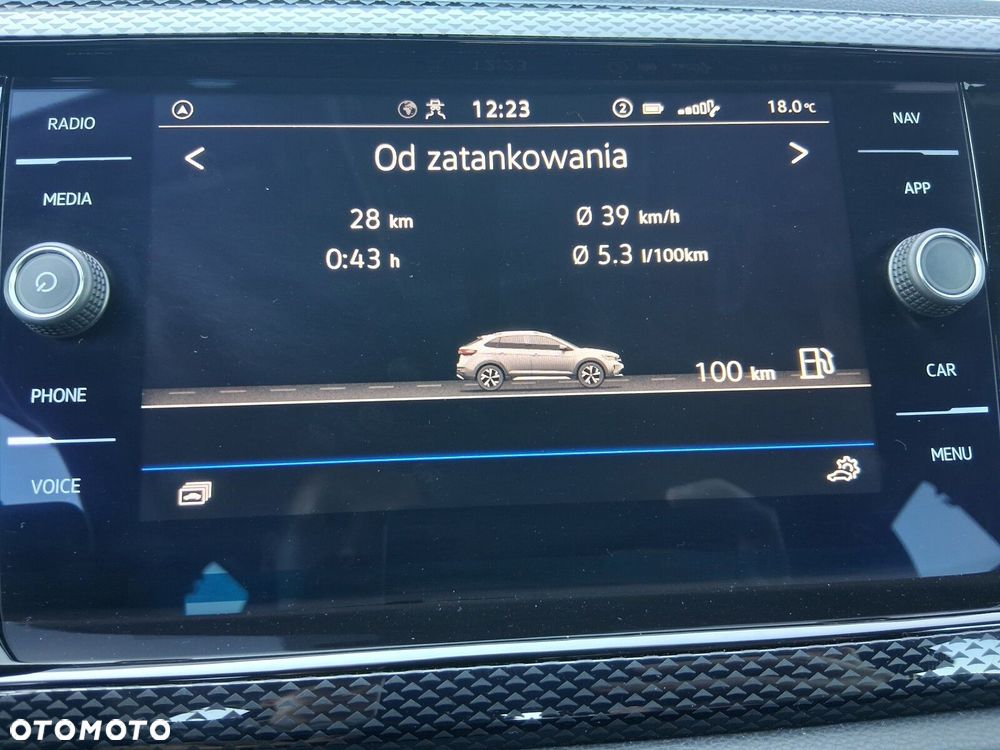 RADIO
MEDIA
PHONE
VOICE
12:23
2
18.0°C
< Od zatankowania >
28 km
Ø 39 km/h
0:43 h
Ø 5.3 l/100km
100 km
NAV
APP
CAR
MENU
OTOMOTO